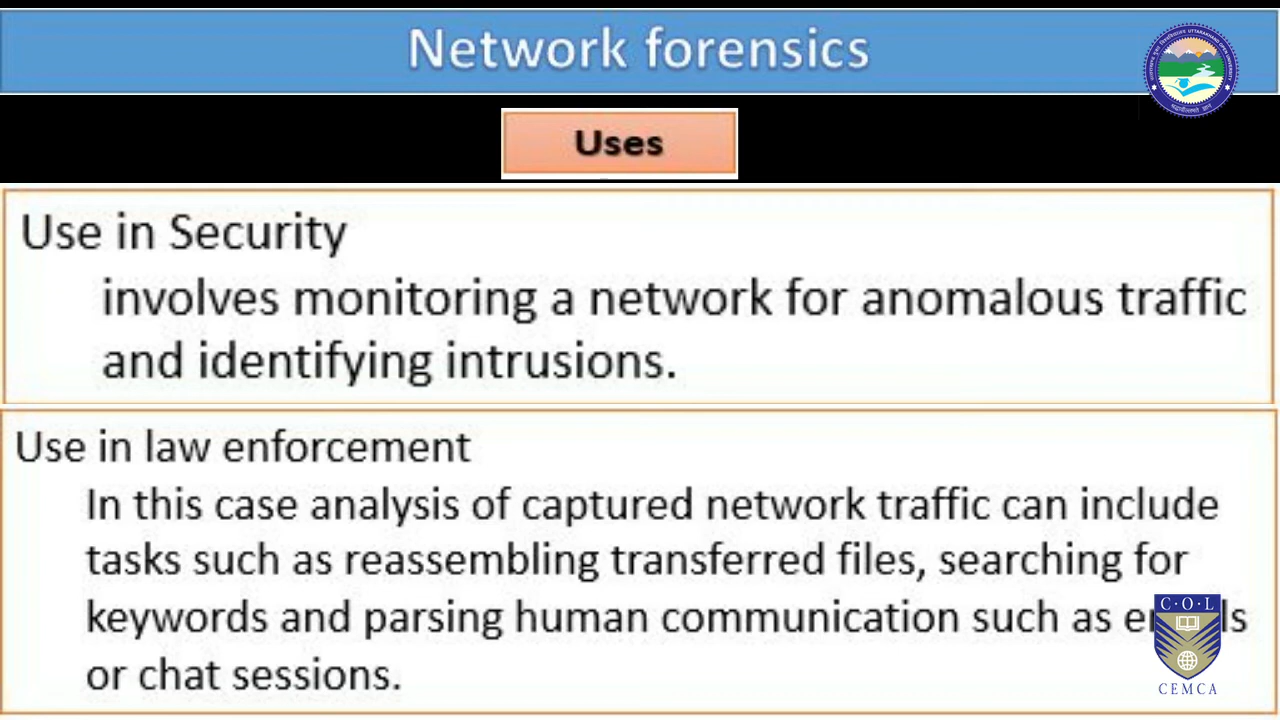 Network forensics
Uses
Use in Security
involves monitoring a network for anomalous traffic
and identifying intrusions.
Use in law enforcement
In this case analysis of captured network traffic can include
tasks such as reassembling transferred files, searching for
keywords and parsing human communication such as
or chat sessions.
C·O·L
CEMCA